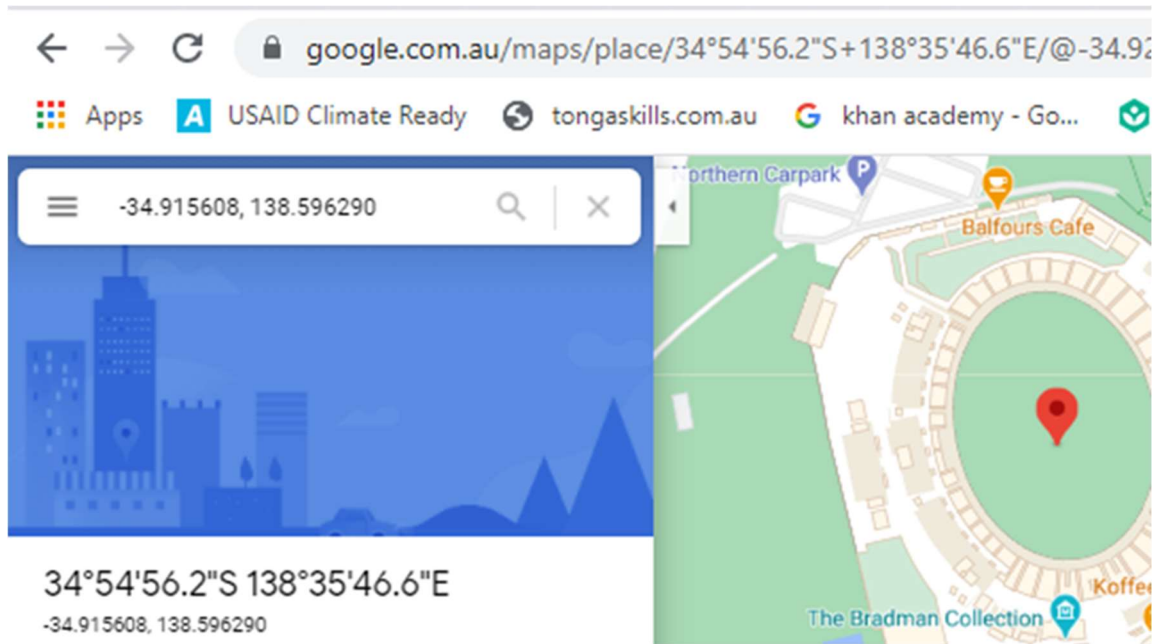 google.com.au/maps/place/34°54'56.2"S+138°35'46.6"E/@-34.92
Apps A USAID Climate Ready tongaskills.com.au G khan academy - Go...
-34.915608, 138.596290
Northern Carpark P
Balfours Cafe
34°54'56.2"S 138°35'46.6"E
-34.915608, 138.596290
The Bradman Collection
Koffee